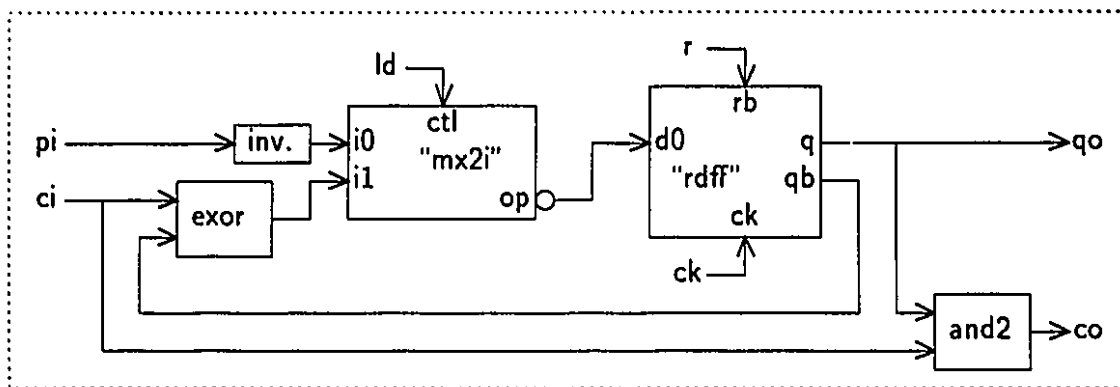 r
ld
rb
ctl
pi
inv.
i0
d0
q
qo
"mx2i"
"rdff"
i1
qb
ci
op
exor
ck
ck
and2
co